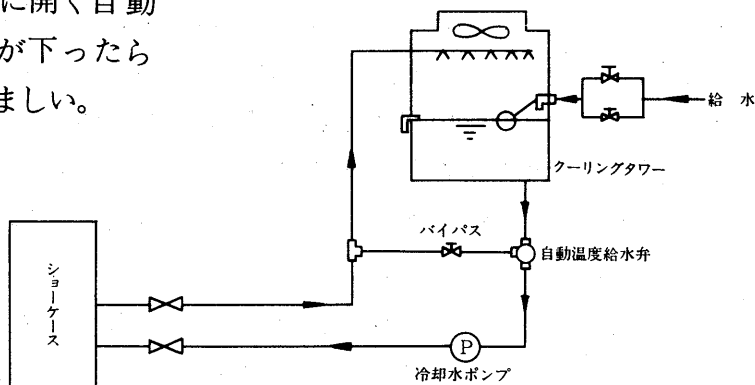 に開く自動
が下ったら
ましい。
給水
クーリングタワー
バイパス
自動温度給水弁
ショーケース
P
冷却水ポンプ